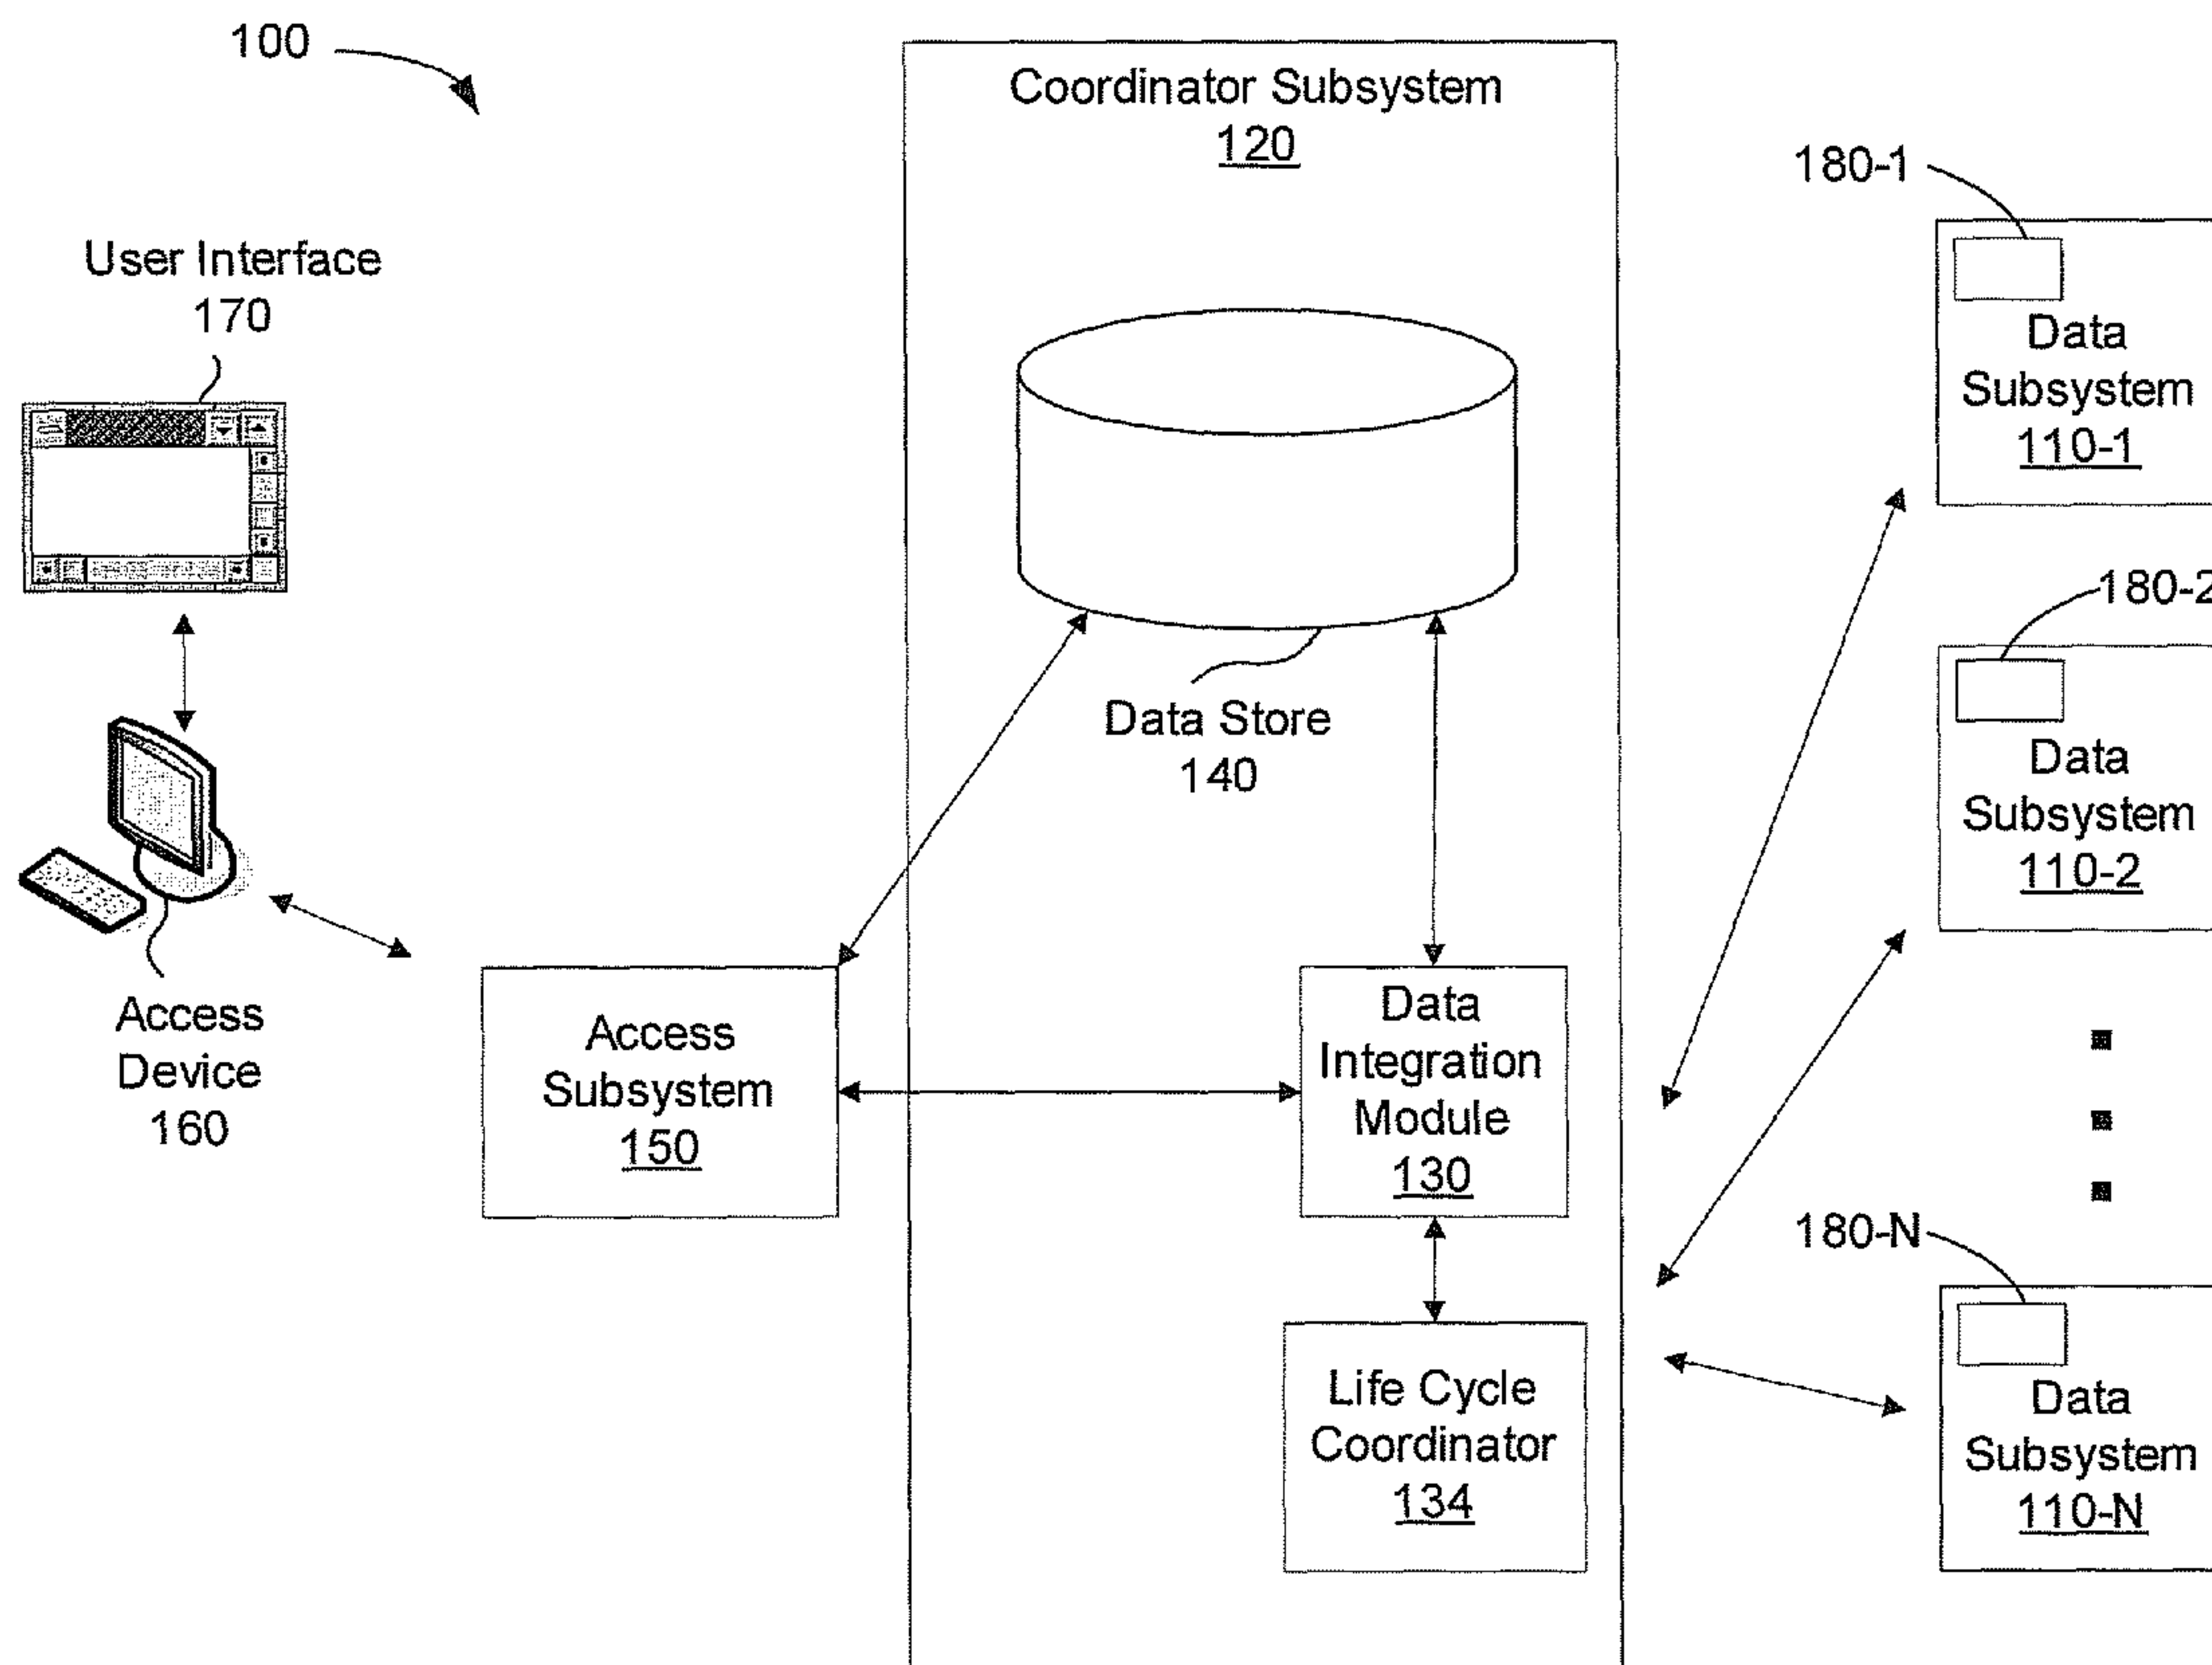 100
Coordinator Subsystem
120
180-1
User Interface
170
Data
Subsystem
110-1
180-2
Data Store
140
Data
Subsystem
110-2
Access
Device
160
Access
Subsystem
150
Data
Integration
Module
130
180-N
Life Cycle
Coordinator
134
Data
Subsystem
110-N